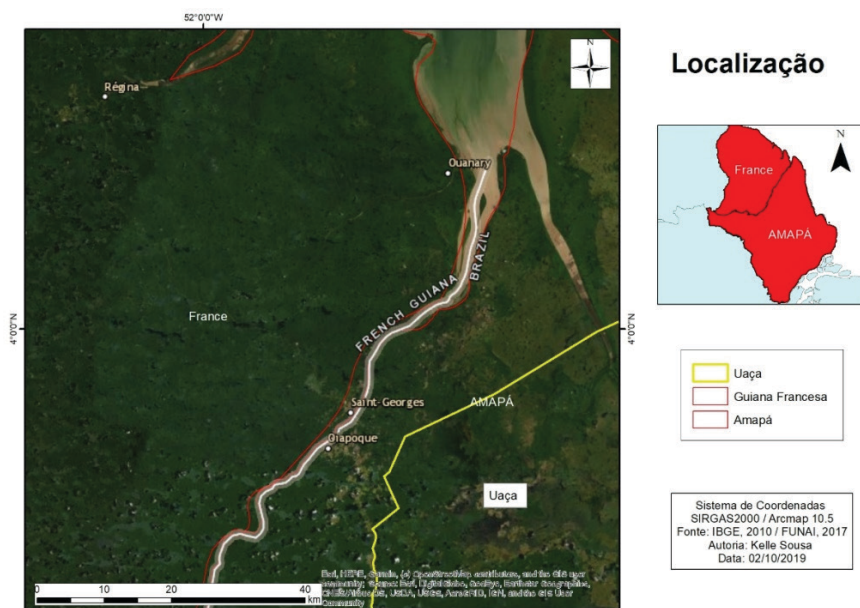 52°0'0"W
Régina
Ouanary
N
FRENCH GUIANA
BRAZIL
France
4°0'0"N
4°0'0"N
Saint-Georges
AMAPÁ
Oiapoque
Uaça
0 10 20 40
km
Community
Localização
N
France
AMAPÁ
Uaça
Guiana Francesa
Amapá
Sistema de Coordenadas
SIRGAS2000 / Arcmap 10.5
Fonte: IBGE, 2010 / FUNAI, 2017
Autoria: Kelle Sousa
Data: 02/10/2019